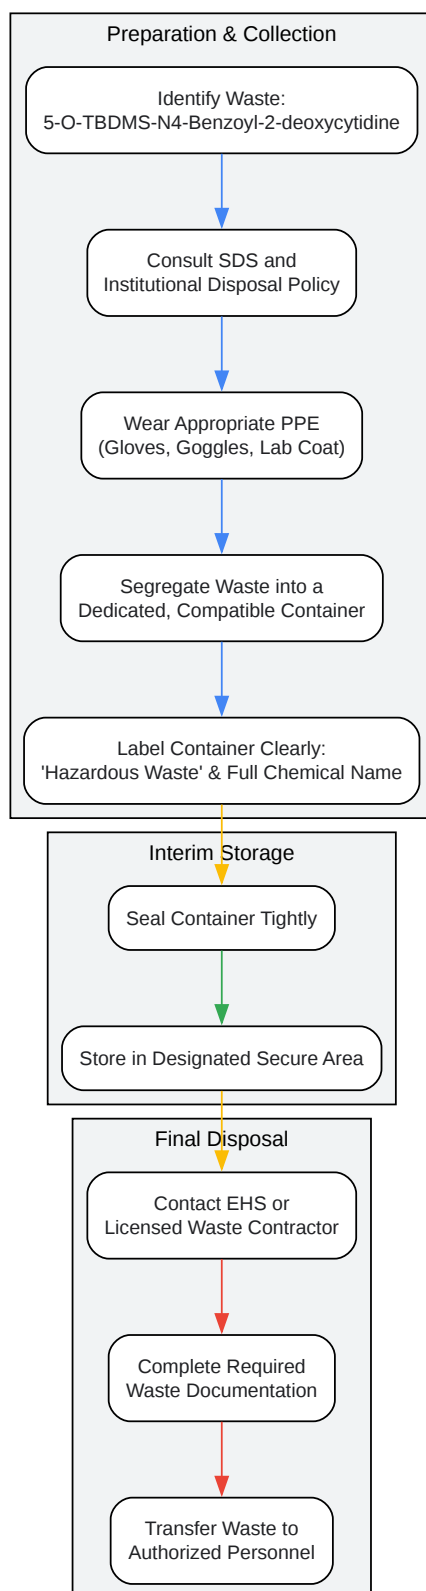 Preparation & Collection
Identify Waste:
5-O-TBDMS-N4-Benzoyl-2-deoxycytidine
Consult SDS and
Institutional Disposal Policy
Wear Appropriate PPE
(Gloves, Goggles, Lab Coat)
Segregate Waste into a
Dedicated, Compatible Container
Label Container Clearly:
'Hazardous Waste' & Full Chemical Name
Interim Storage
Seal Container Tightly
Store in Designated Secure Area
Final Disposal
Contact EHS or
Licensed Waste Contractor
Complete Required
Waste Documentation
Transfer Waste to
Authorized Personnel